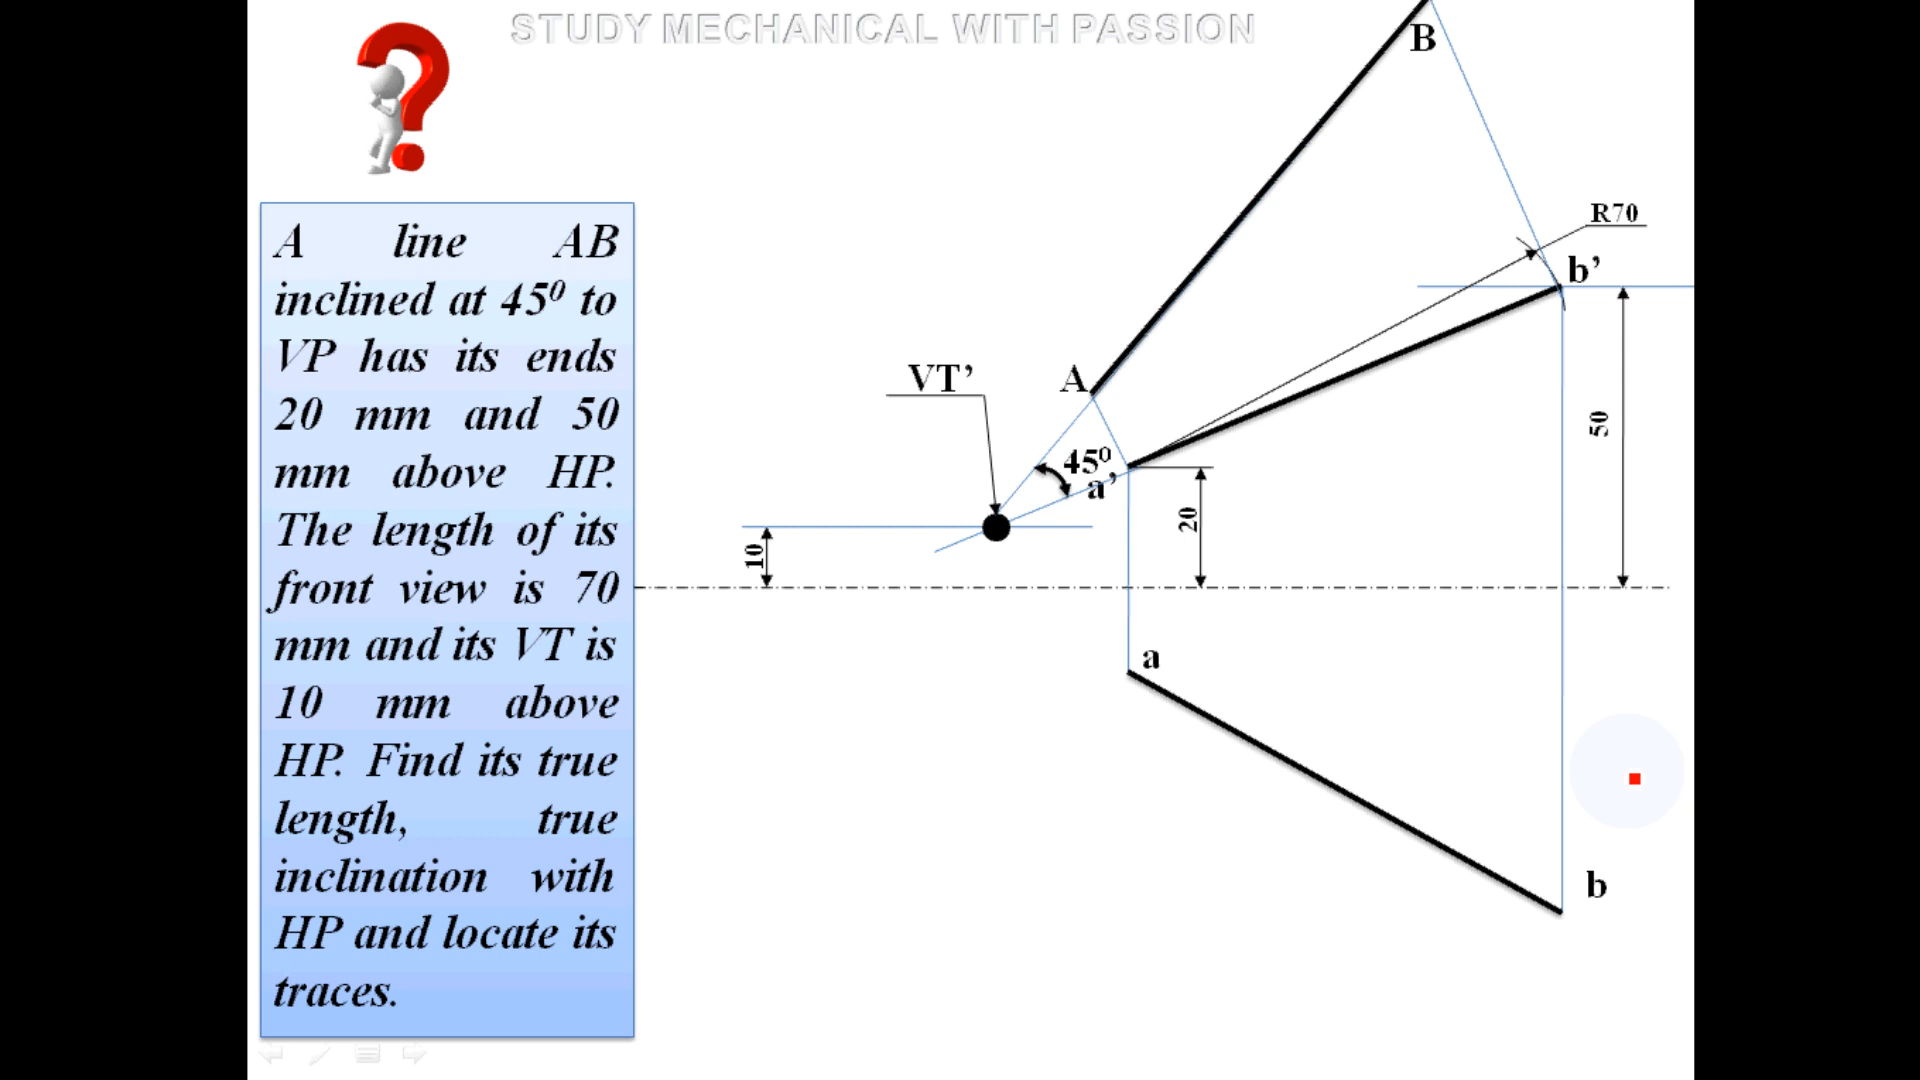 STUDY MECHANICAL WITH PASSION
B
R70
b’
A line AB
inclined at 45⁰ to
VP has its ends
20 mm and 50
mm above HP.
The length of its
front view is 70
mm and its VT is
10 mm above
HP. Find its true
length, true
inclination with
HP and locate its
traces.
VT’
A
50
45⁰
a’
20
10
a
b